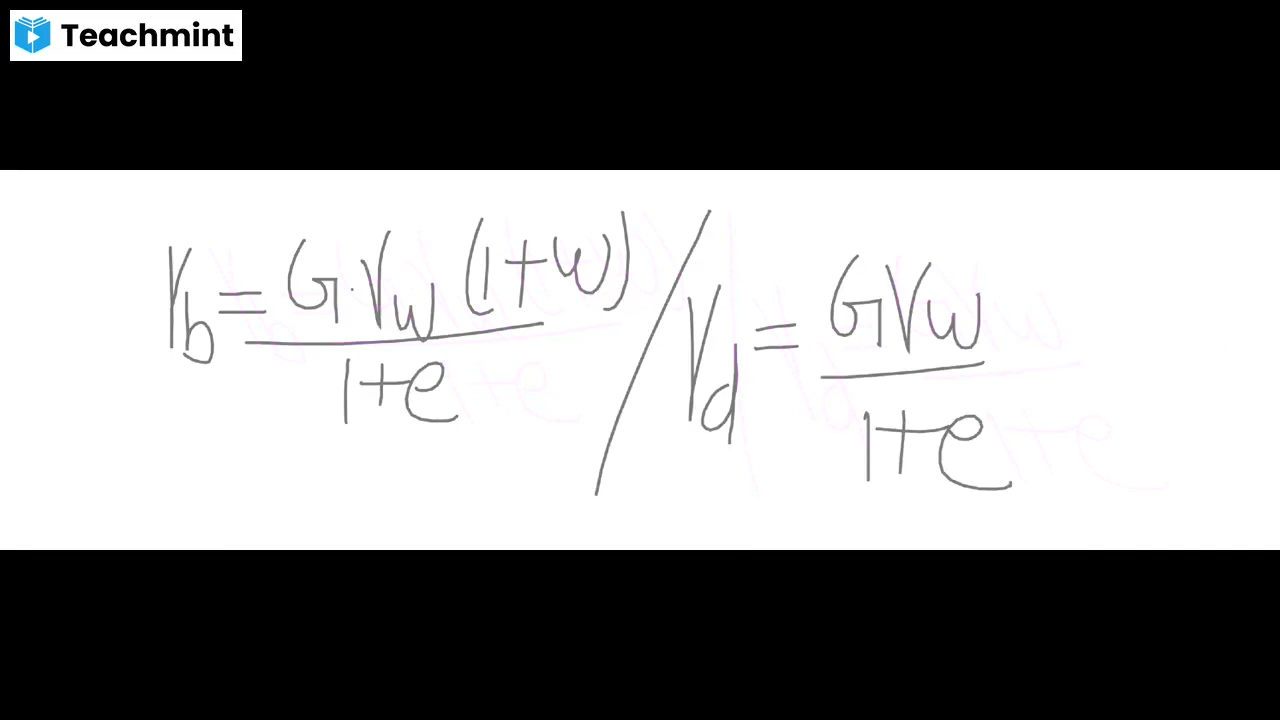 Teachmint
γb = G·γw (1+w) / 1+e / γd = Gγw / 1+e